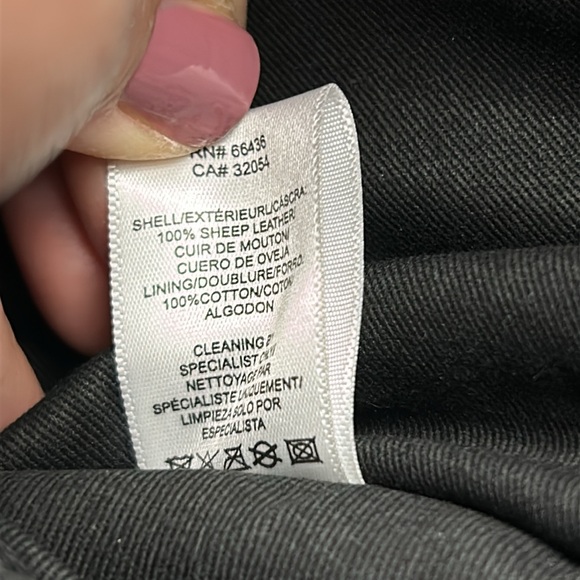 RN# 66436
CA# 32054
SHELL/EXTÉRIEUR/CÁSCRA:
100% SHEEP LEATHER/
CUIR DE MOUTON/
CUERO DE OVEJA
LINING/DOUBLURE/FORRO:
100%COTTON/COTON/
ALGODON
CLEANING BY
SPECIALIST ONLY/
NETTOYAGE PAR
SPÉCIALISTE UNIQUEMENT/
LIMPIEZA SOLO POR
ESPECIALISTA